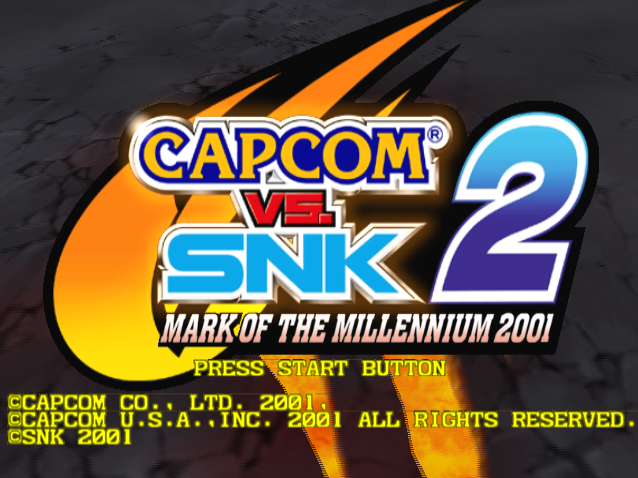 CAPCOM®
VS.
SNK 2
MARK OF THE MILLENNIUM 2001
PRESS START BUTTON
©CAPCOM CO., LTD. 2001,
©CAPCOM U.S.A.,INC. 2001 ALL RIGHTS RESERVED.
©SNK 2001